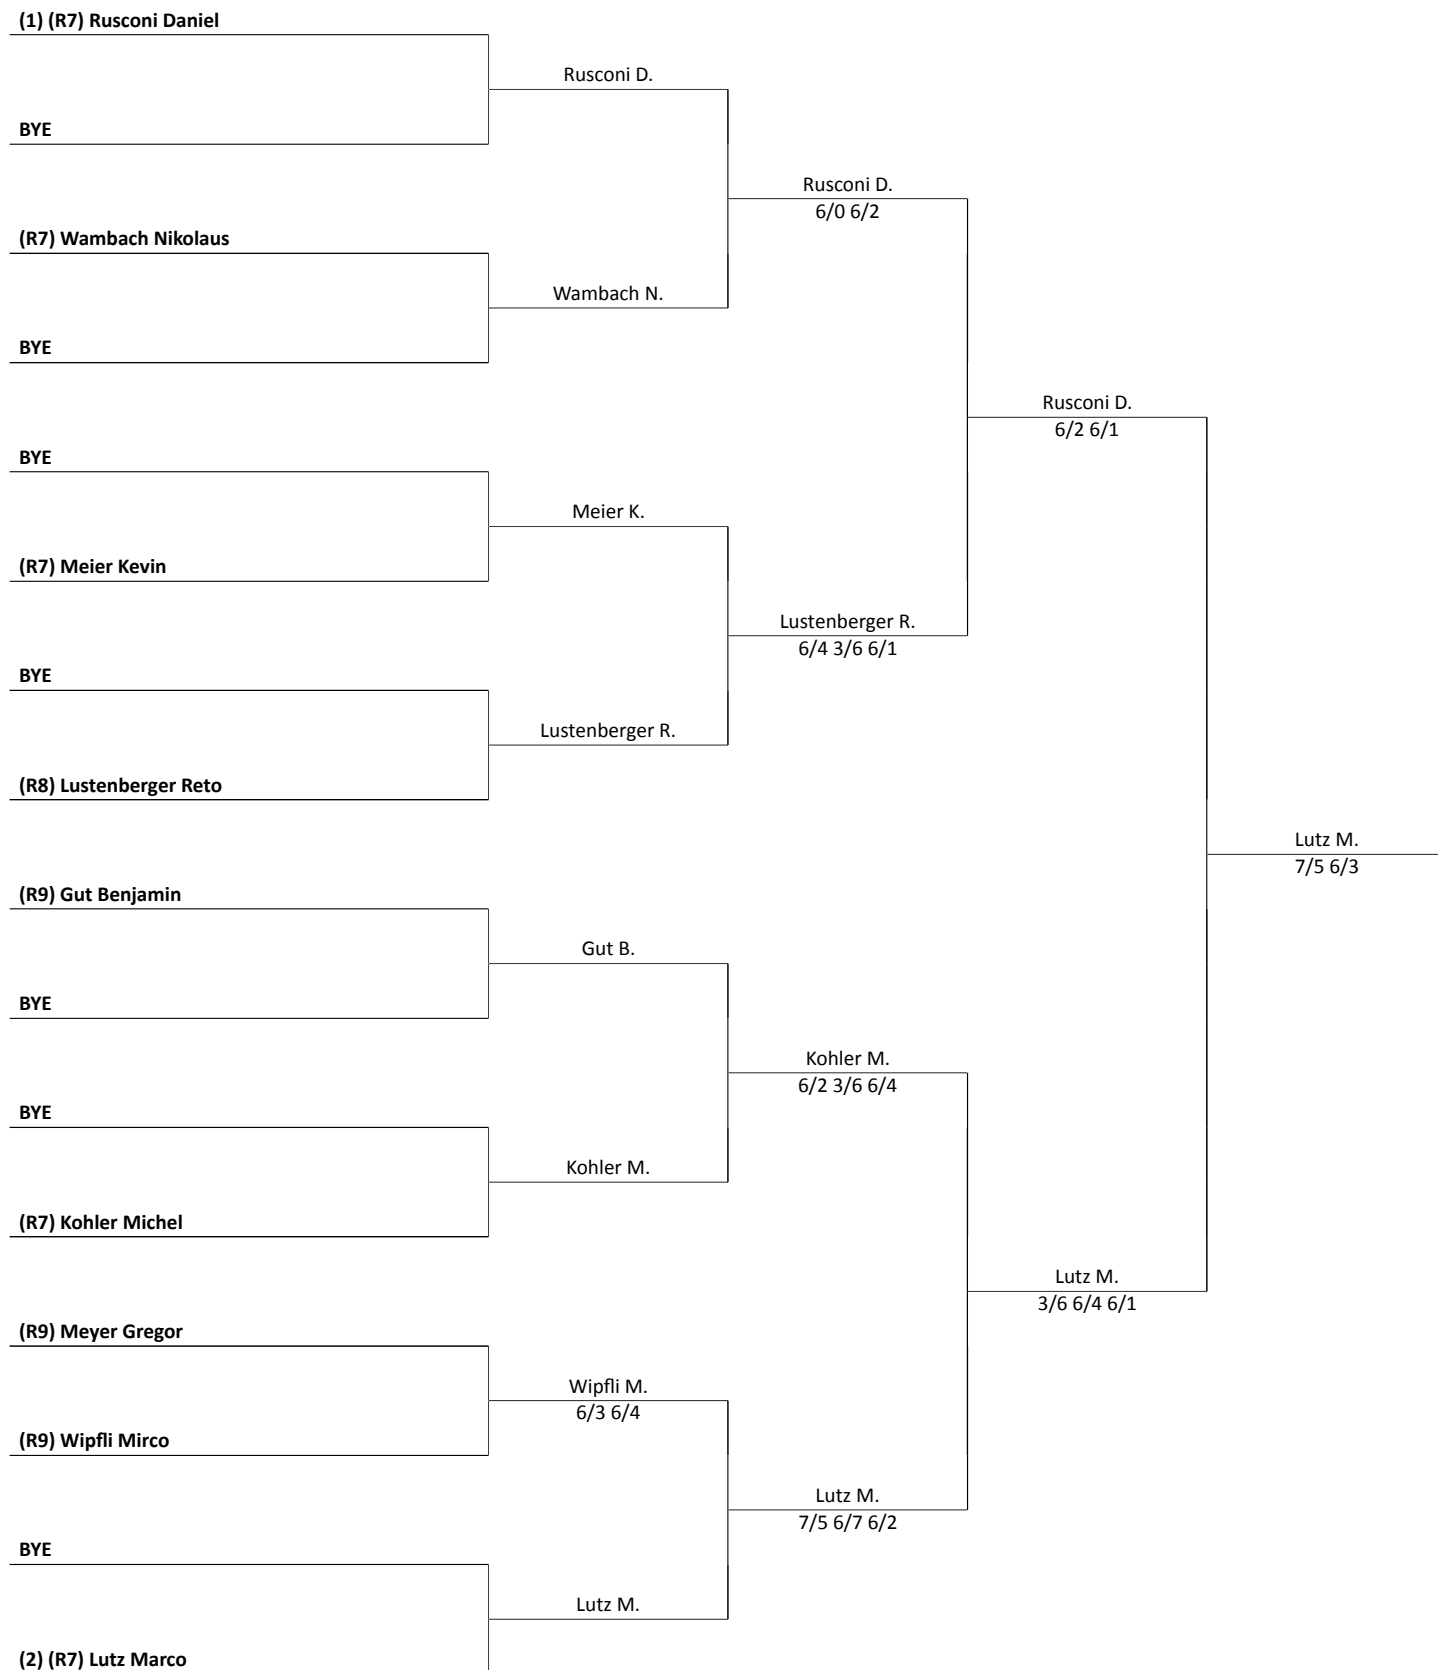 (1) (R7) Rusconi Daniel
Rusconi D.
BYE
Rusconi D.
6/0 6/2
(R7) Wambach Nikolaus
Wambach N.
BYE
Rusconi D.
6/2 6/1
BYE
Meier K.
(R7) Meier Kevin
Lustenberger R.
6/4 3/6 6/1
BYE
Lustenberger R.
(R8) Lustenberger Reto
Lutz M.
7/5 6/3
(R9) Gut Benjamin
Gut B.
BYE
Kohler M.
6/2 3/6 6/4
BYE
Kohler M.
(R7) Kohler Michel
Lutz M.
3/6 6/4 6/1
(R9) Meyer Gregor
Wipfli M.
6/3 6/4
(R9) Wipfli Mirco
Lutz M.
7/5 6/7 6/2
BYE
Lutz M.
(2) (R7) Lutz Marco